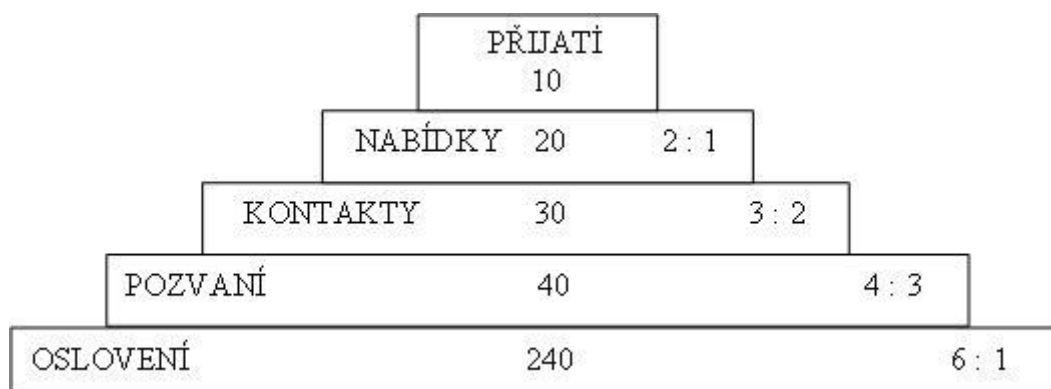 PŘIJATÍ
10
NABÍDKY 20 2 : 1
KONTAKTY 30 3 : 2
POZVANÍ 40 4 : 3
OSLOVENÍ 240 6 : 1